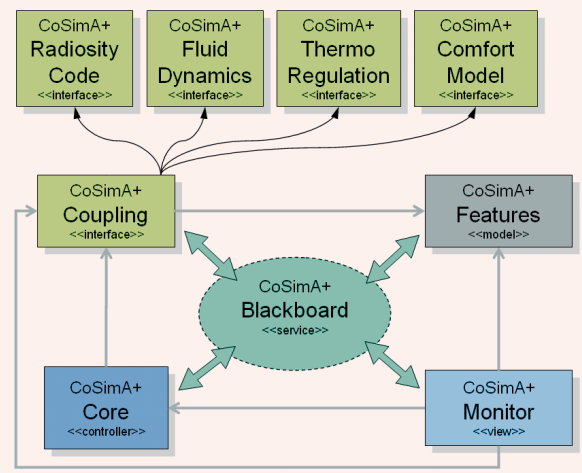 CoSimA+
Radiosity
Code
<<interface>>
CoSimA+
Fluid
Dynamics
<<interface>>
CoSimA+
Thermo
Regulation
<<interface>>
CoSimA+
Comfort
Model
<<interface>>
CoSimA+
Coupling
<<interface>>
CoSimA+
Features
<<model>>
CoSimA+
Blackboard
<<service>>
CoSimA+
Core
<<controller>>
CoSimA+
Monitor
<<view>>